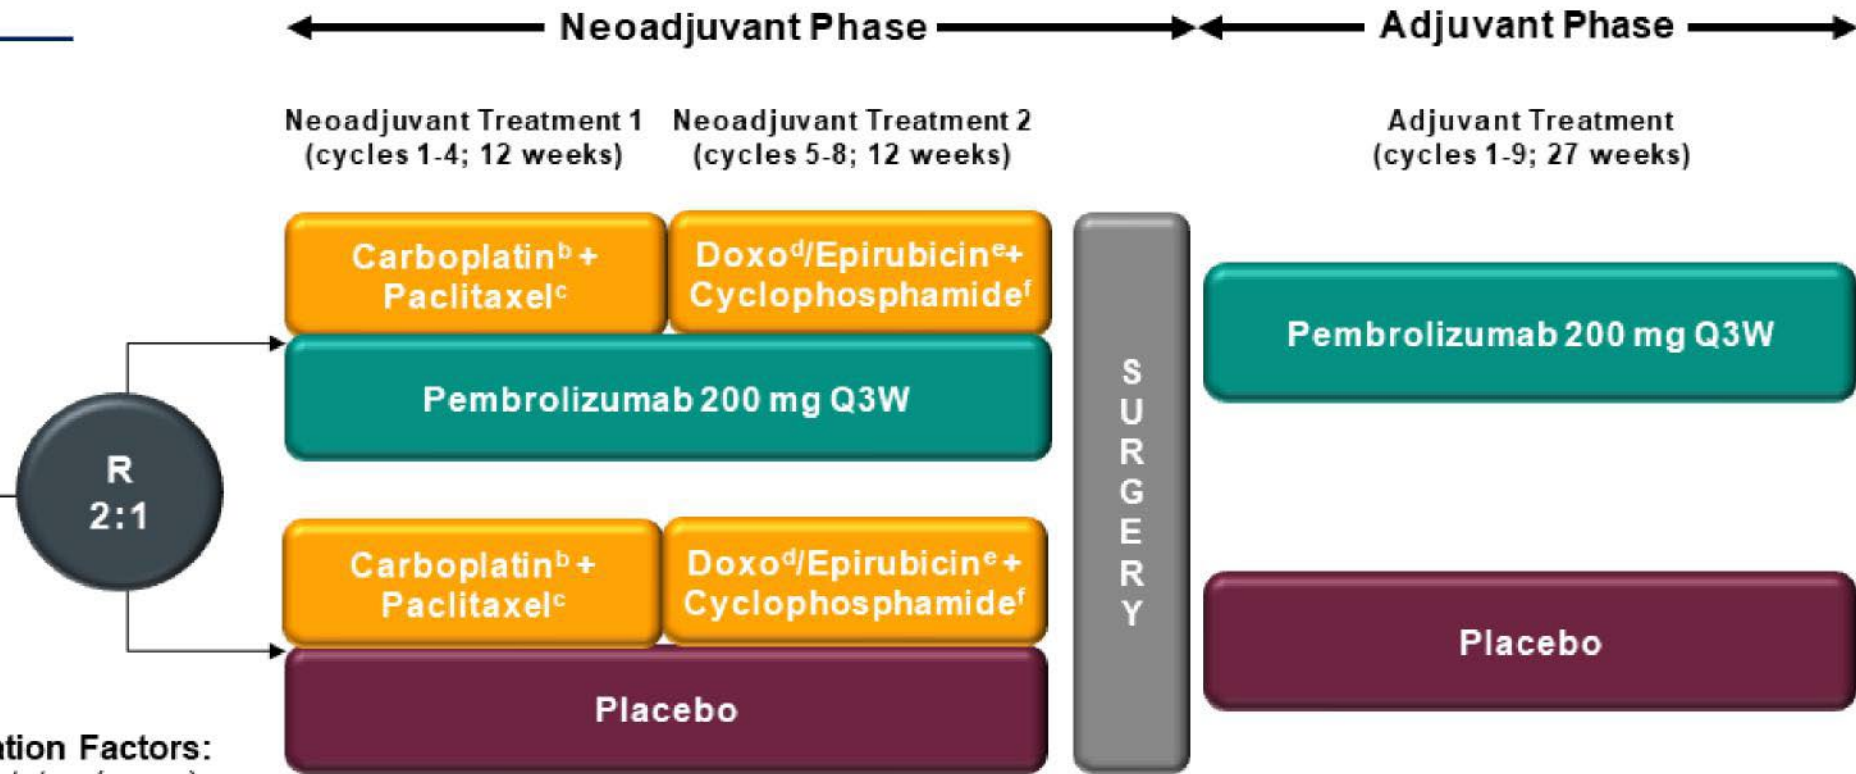 Neoadjuvant Phase
Adjuvant Phase
Neoadjuvant Treatment 1
(cycles 1-4; 12 weeks)
Neoadjuvant Treatment 2
(cycles 5-8; 12 weeks)
Adjuvant Treatment
(cycles 1-9; 27 weeks)
R
2:1
Carboplatinᵇ +
Paclitaxelᶜ
Doxoᵈ/Epirubicinᵉ+
Cyclophosphamideᶠ
Pembrolizumab 200 mg Q3W
Carboplatinᵇ +
Paclitaxelᶜ
Doxoᵈ/Epirubicinᵉ +
Cyclophosphamideᶠ
Placebo
SURGERY
Pembrolizumab 200 mg Q3W
Placebo
Factors: